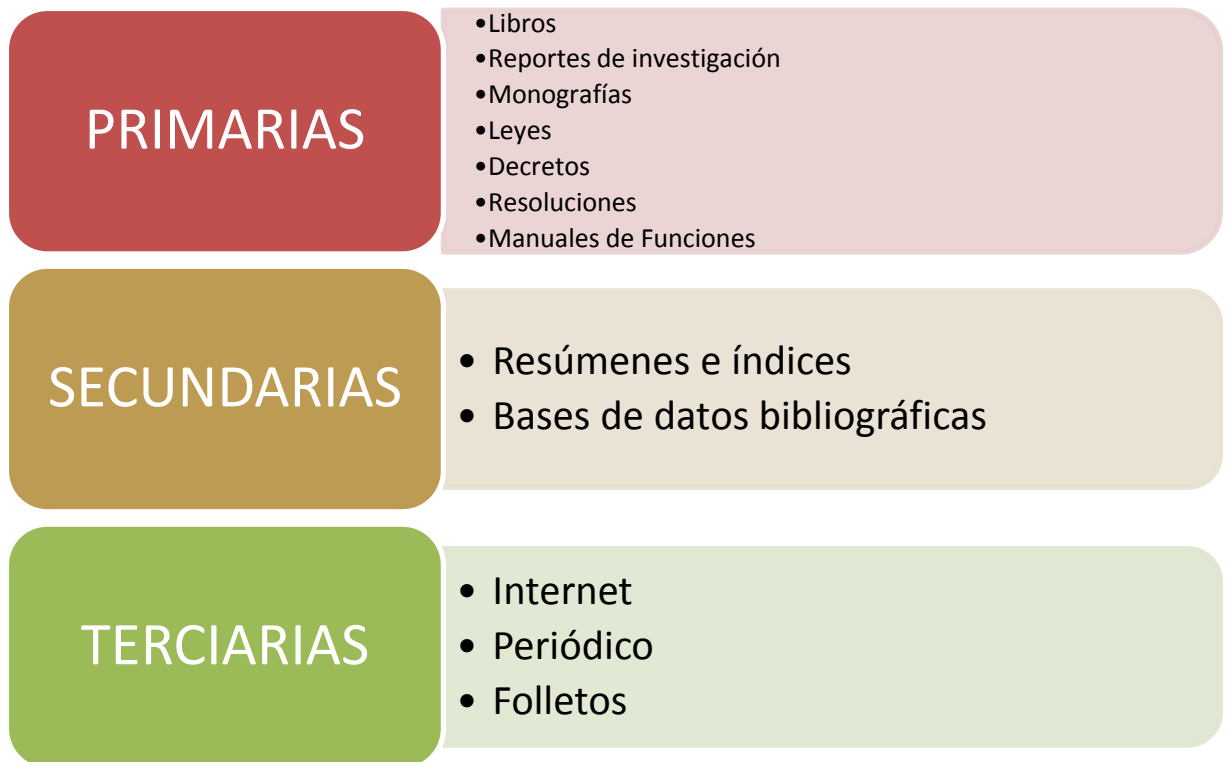 PRIMARIAS
•Libros
•Reportes de investigación
•Monografías
•Leyes
•Decretos
•Resoluciones
•Manuales de Funciones
SECUNDARIAS
• Resúmenes e índices
• Bases de datos bibliográficas
TERCIARIAS
• Internet
• Periódico
• Folletos